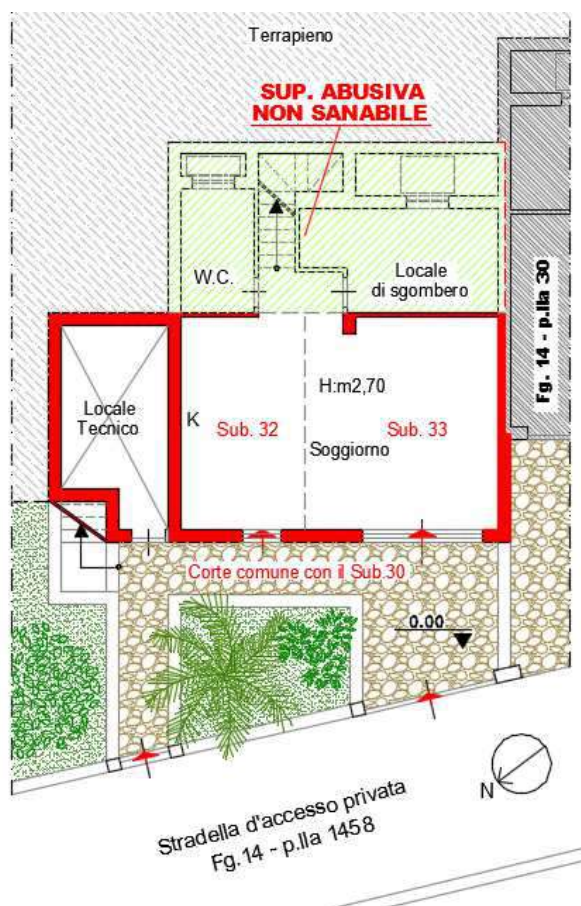 Terrapieno
SUP. ABUSIVA
NON SANABILE
W.C.
Locale
di sgombero
Fg. 14 - p.lla 30
H:m2,70
Locale
Tecnico
K
Sub. 32
Sub. 33
Soggiorno
Corte comune con il Sub.30
0.00
N
Stradella d'accesso privata
Fg.14 - p.lla 1458